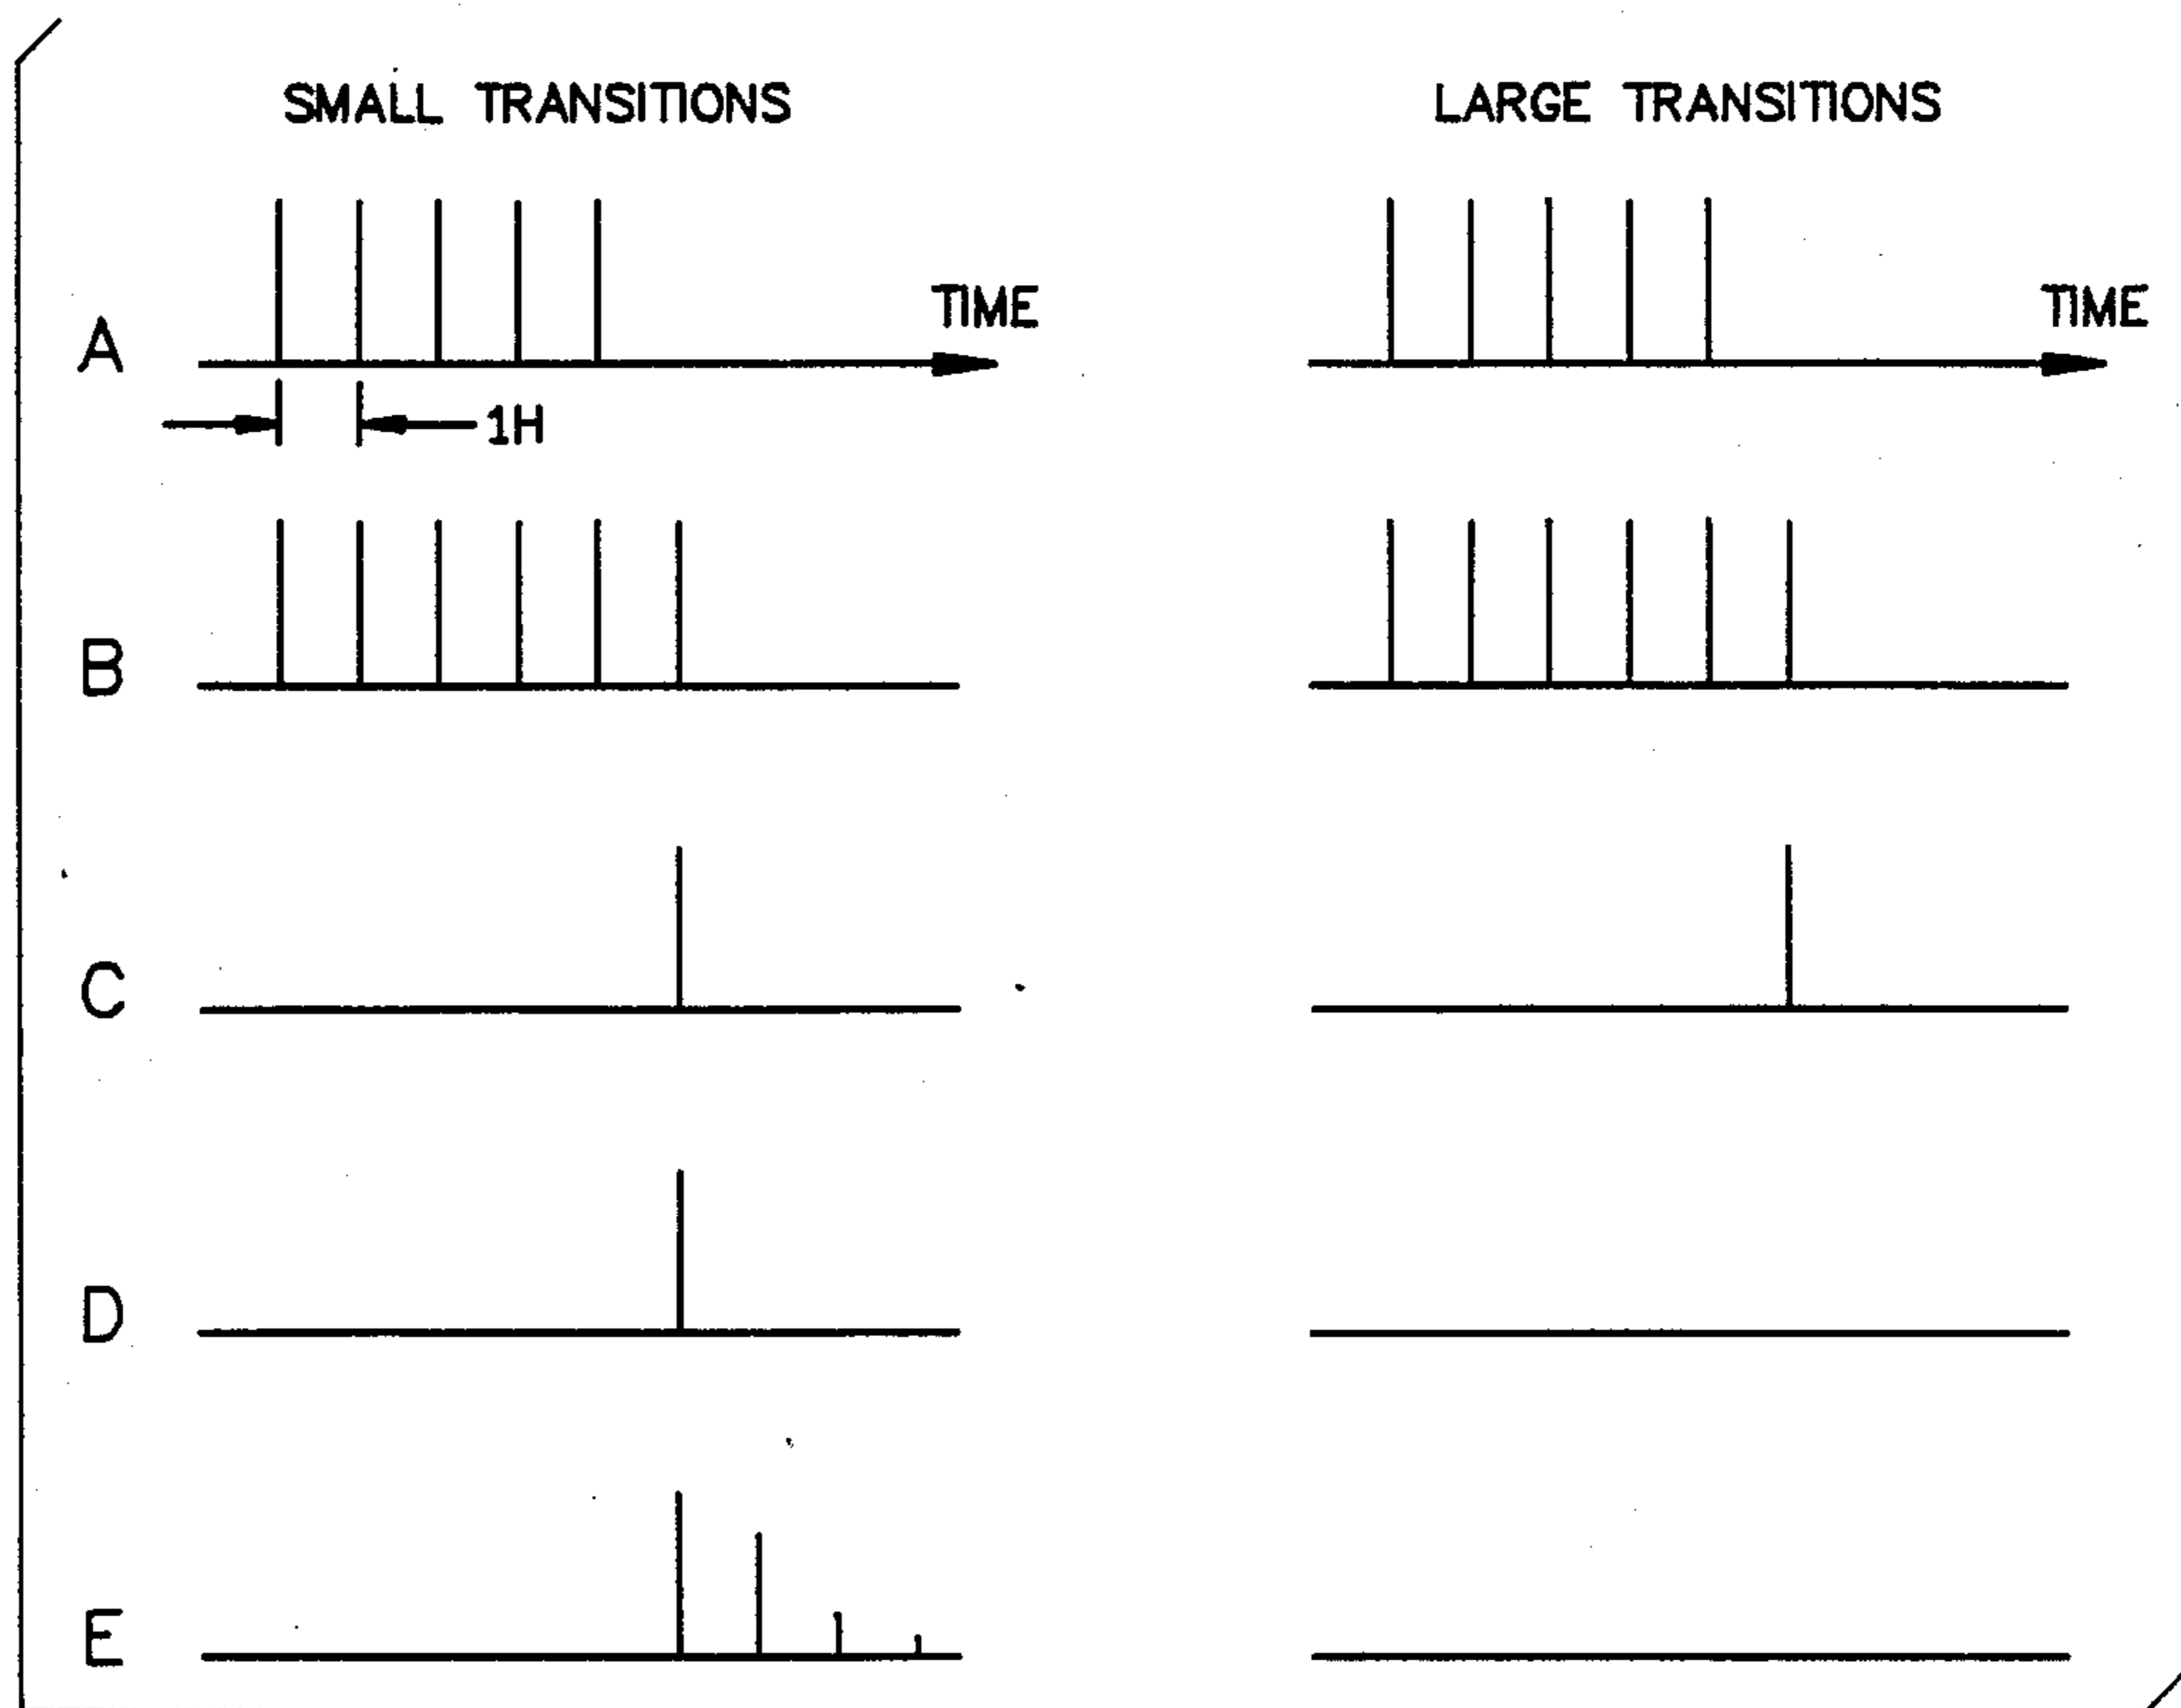 SMALL TRANSITIONS
LARGE TRANSITIONS
TIME
TIME
A
1H
B
C
D
E